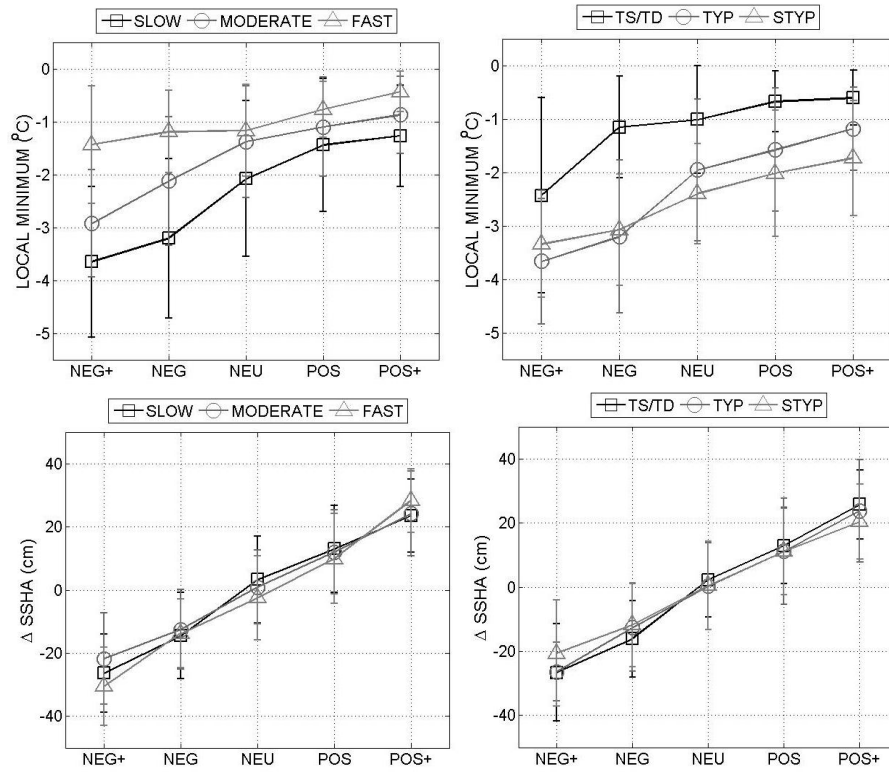 SLOW MODERATE FAST
LOCAL MINIMUM (°C)
0
-1
-2
-3
-4
-5
NEG+ NEG NEU POS POS+
TS/TD TYP STYP
LOCAL MINIMUM (°C)
0
-1
-2
-3
-4
-5
NEG+ NEG NEU POS POS+
SLOW MODERATE FAST
Δ SSHA (cm)
40
20
0
-20
-40
NEG+ NEG NEU POS POS+
TS/TD TYP STYP
Δ SSHA (cm)
40
20
0
-20
-40
NEG+ NEG NEU POS POS+